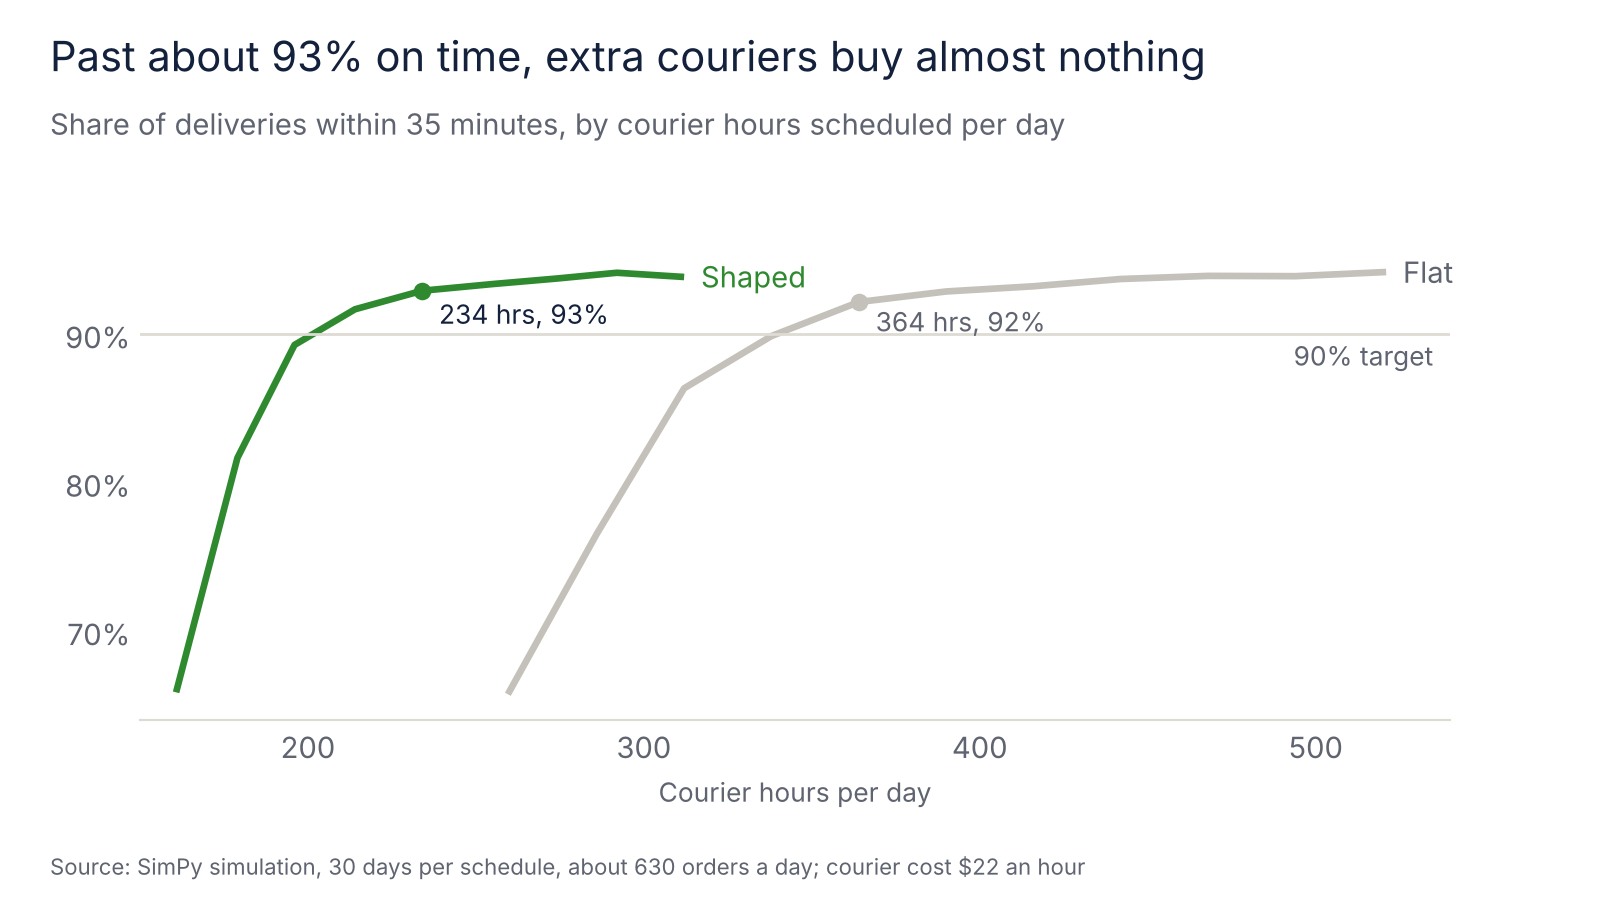 Past about 93% on time, extra couriers buy almost nothing
Share of deliveries within 35 minutes, by courier hours scheduled per day
Shaped
Flat
234 hrs, 93%
364 hrs, 92%
90%
90% target
80%
70%
200 300 400 500
Courier hours per day
Source: SimPy simulation, 30 days per schedule, about 630 orders a day; courier cost $22 an hour